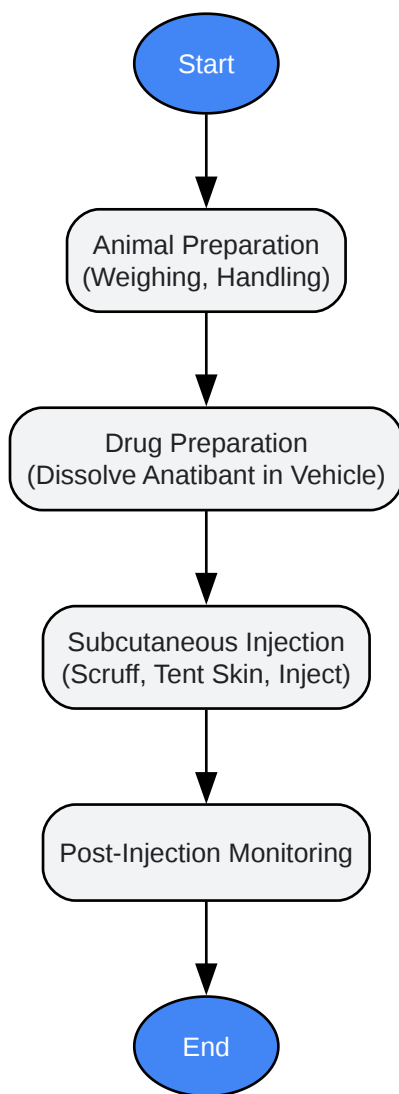 Start
Animal Preparation
(Weighing, Handling)
Drug Preparation
(Dissolve Anatibant in Vehicle)
Subcutaneous Injection
(Scruff, Tent Skin, Inject)
Post-Injection Monitoring
End